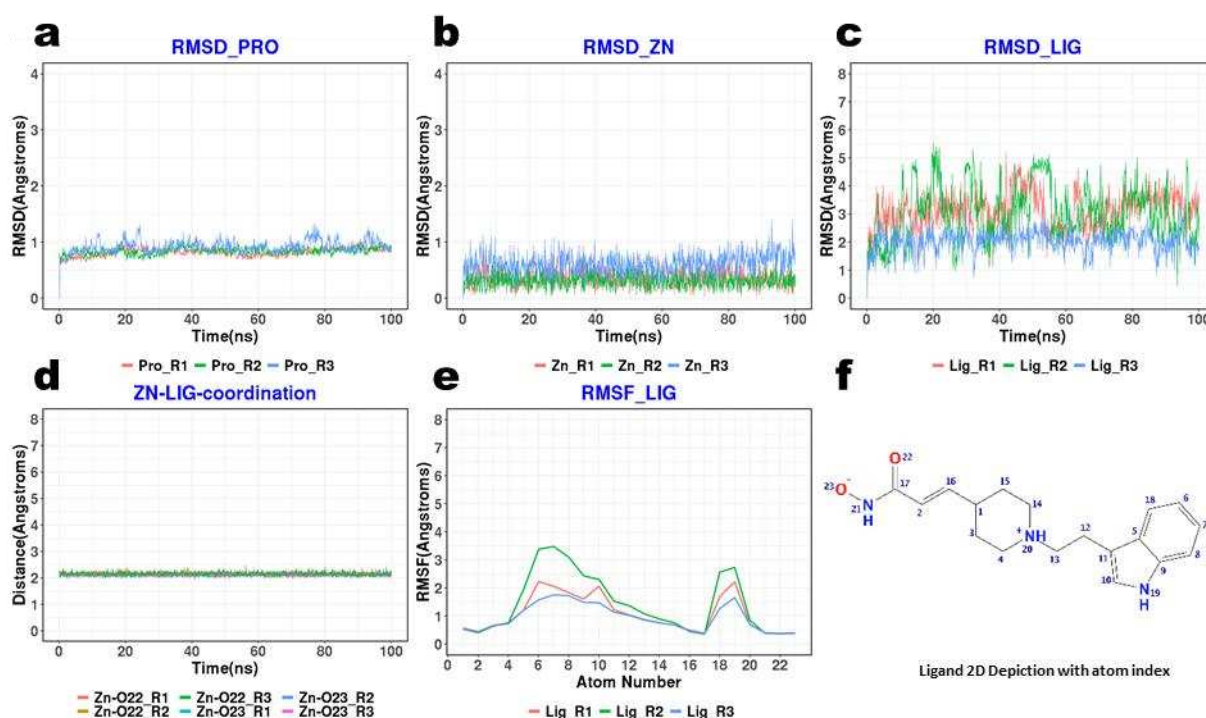 a
RMSD_PRO
RMSD(Angstroms)
4
3
2
1
0
0 20 40 60 80 100
Time(ns)
Pro_R1 Pro_R2 Pro_R3
b
RMSD_ZN
RMSD(Angstroms)
4
3
2
1
0
0 20 40 60 80 100
Time(ns)
Zn_R1 Zn_R2 Zn_R3
c
RMSD_LIG
RMSD(Angstroms)
8
7
6
5
4
3
2
1
0
0 20 40 60 80 100
Time(ns)
Lig_R1 Lig_R2 Lig_R3
d
ZN-LIG-coordination
Distance(Angstroms)
8
7
6
5
4
3
2
1
0
0 20 40 60 80 100
Time(ns)
Zn-O22_R1 Zn-O22_R3 Zn-O23_R2
Zn-O22_R2 Zn-O23_R1 Zn-O23_R3
e
RMSF_LIG
RMSF(Angstroms)
8
7
6
5
4
3
2
1
0
0 2 4 6 8 10 12 14 16 18 20 22
Atom Number
Lig_R1 Lig_R2 Lig_R3
f
O 22
23 O -
17
16
15
14
18
6
21 N H
2
1
+
NH
20
12
5
7
3
4
13
11
8
9
10
N 19
H
Ligand 2D Depiction with atom index